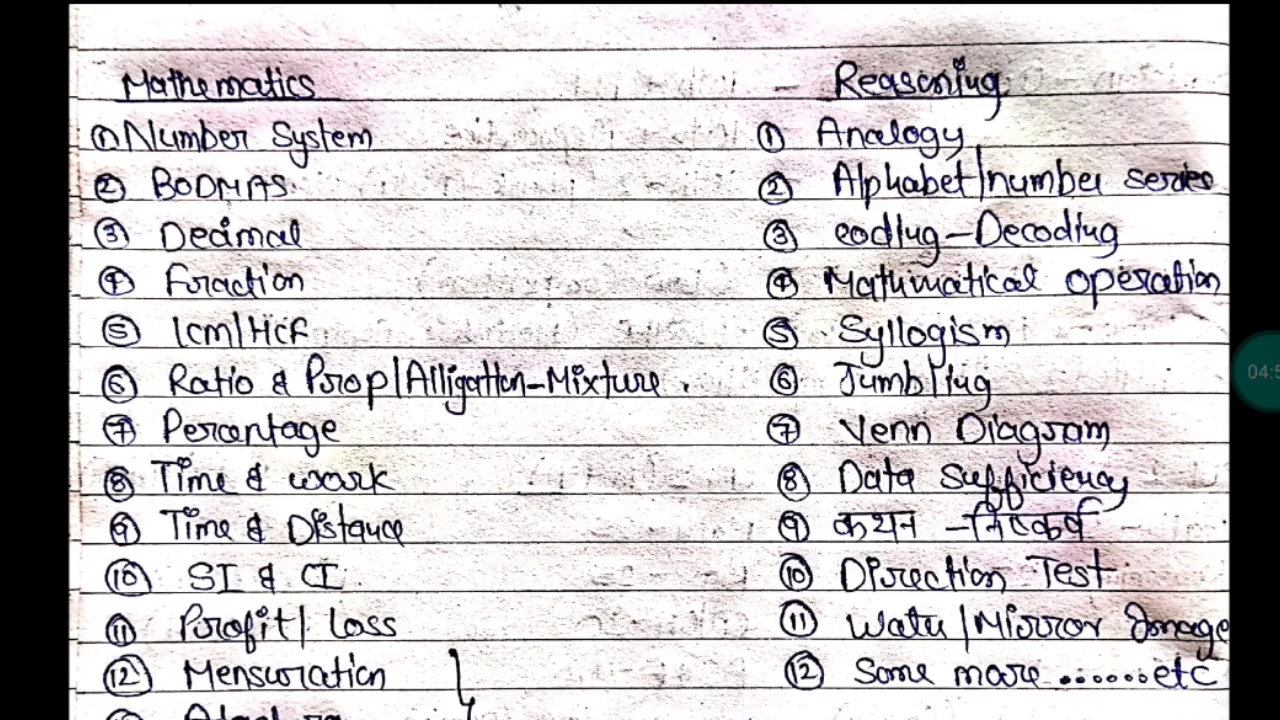 Mathematics
① Number System
② BODMAS
③ Decimal
④ Fraction
⑤ lcm/HCF
⑥ Ratio & Prop/Alligation-Mixture
⑦ Percentage
⑧ Time & work
⑨ Time & Distance
⑩ SI & CI
⑪ Profit/ Loss
⑫ Mensuration
Reasoning
① Analogy
② Alphabet/number series
③ coding-Decoding
④ Mathmatical operation
⑤ Syllogism
⑥ Jumbling
⑦ Venn Diagram
⑧ Data sufficiency
⑨ कथन -निष्कर्ष
⑩ Direction Test
⑪ Water/Mirror Image
⑫ Some more ......etc